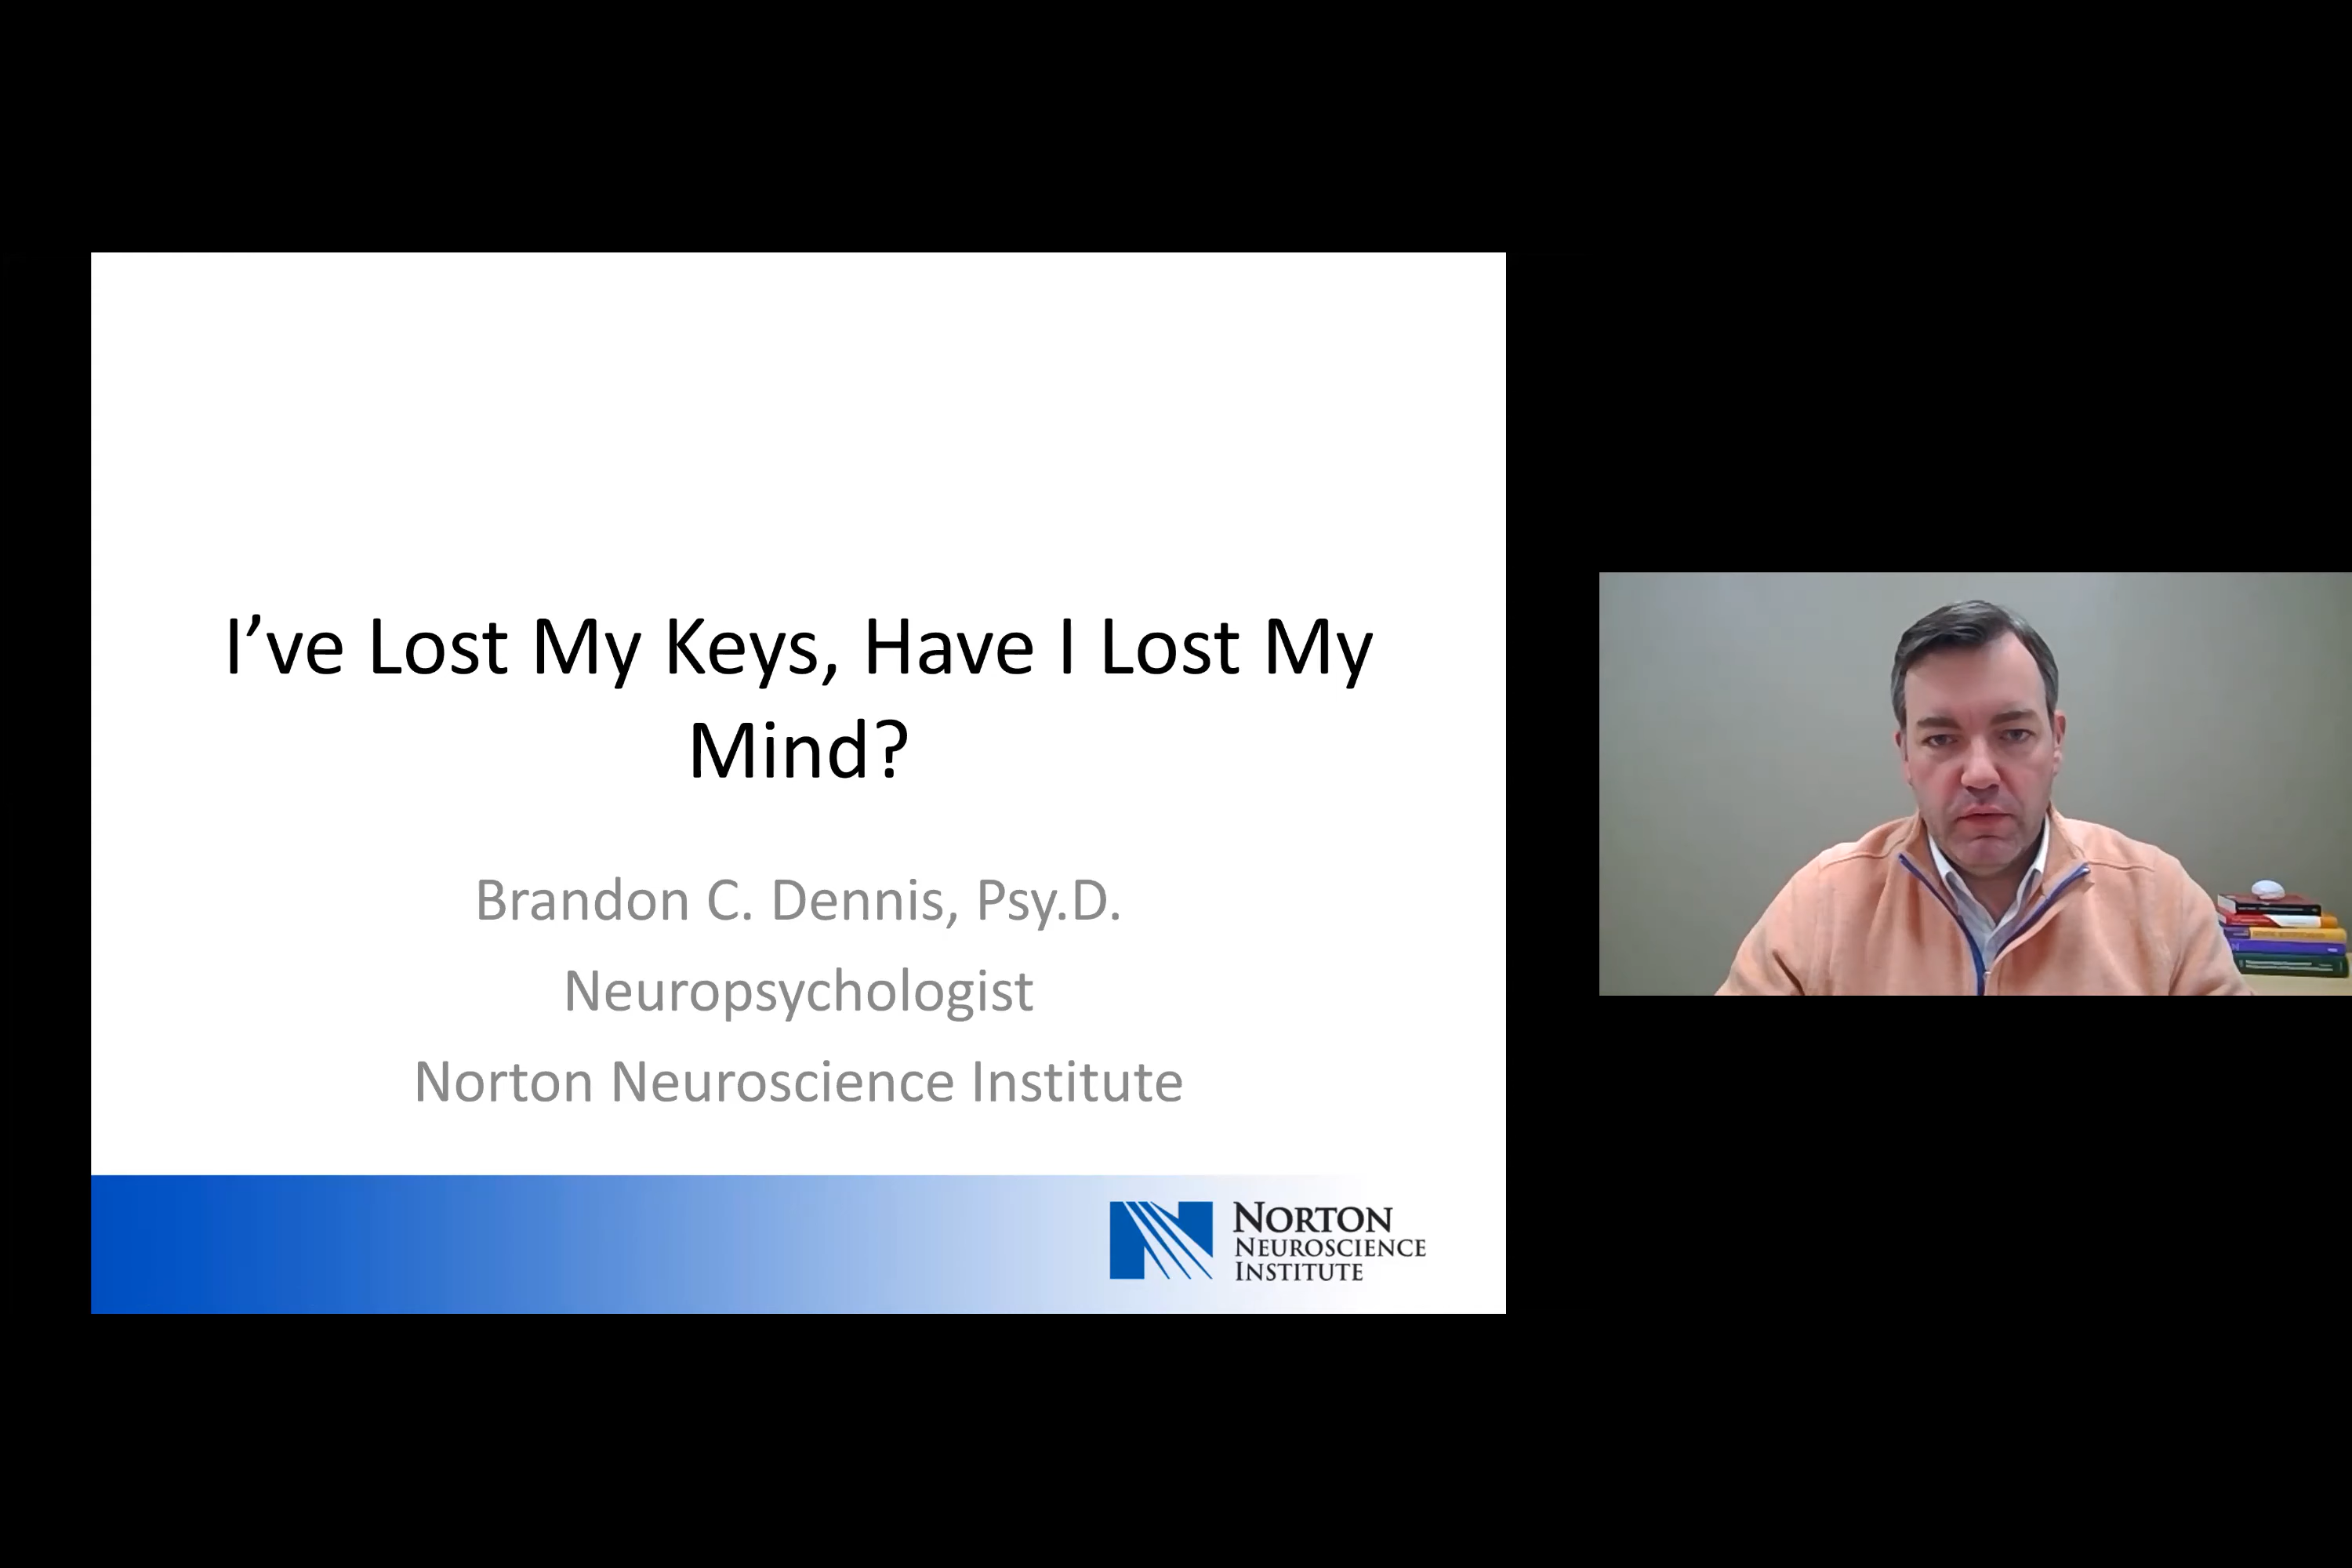 I’ve Lost My Keys, Have I Lost My
Mind?
Brandon C. Dennis, Psy.D.
Neuropsychologist
Norton Neuroscience Institute
NORTON
NEUROSCIENCE
INSTITUTE